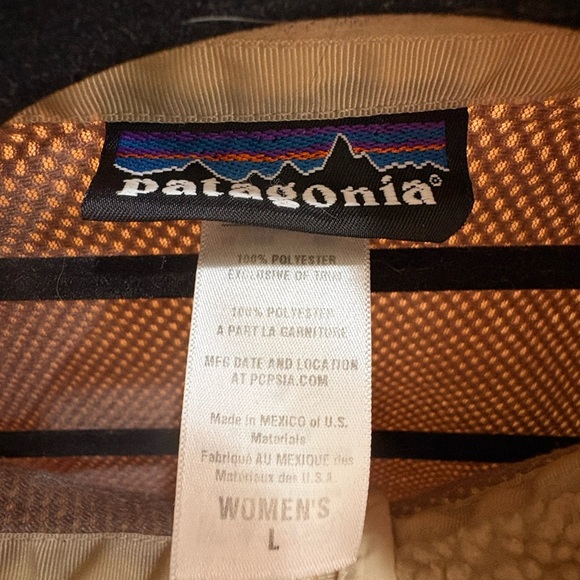 patagonia®
100% POLYESTER
EXCLUSIVE OF TRIM
100% POLYESTER
A PART LA GARNITURE
MFG DATE AND LOCATION
AT PCPSIA.COM
Made in MEXICO of U.S.
Materials
Fabriqué AU MEXIQUE des
Matériaux des U.S.A.
WOMEN'S
L